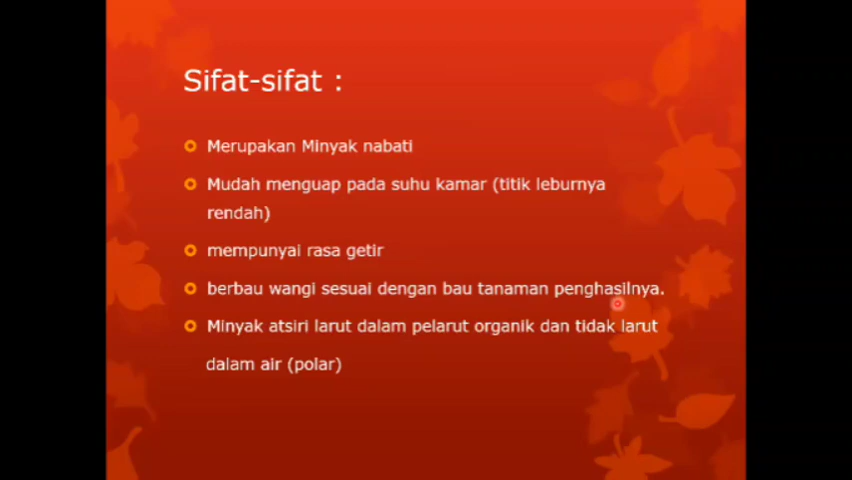 Sifat-sifat :
Merupakan Minyak nabati
Mudah menguap pada suhu kamar (titik leburnya
rendah)
mempunyai rasa getir
berbau wangi sesuai dengan bau tanaman penghasilnya.
Minyak atsiri larut dalam pelarut organik dan tidak larut
dalam air (polar)